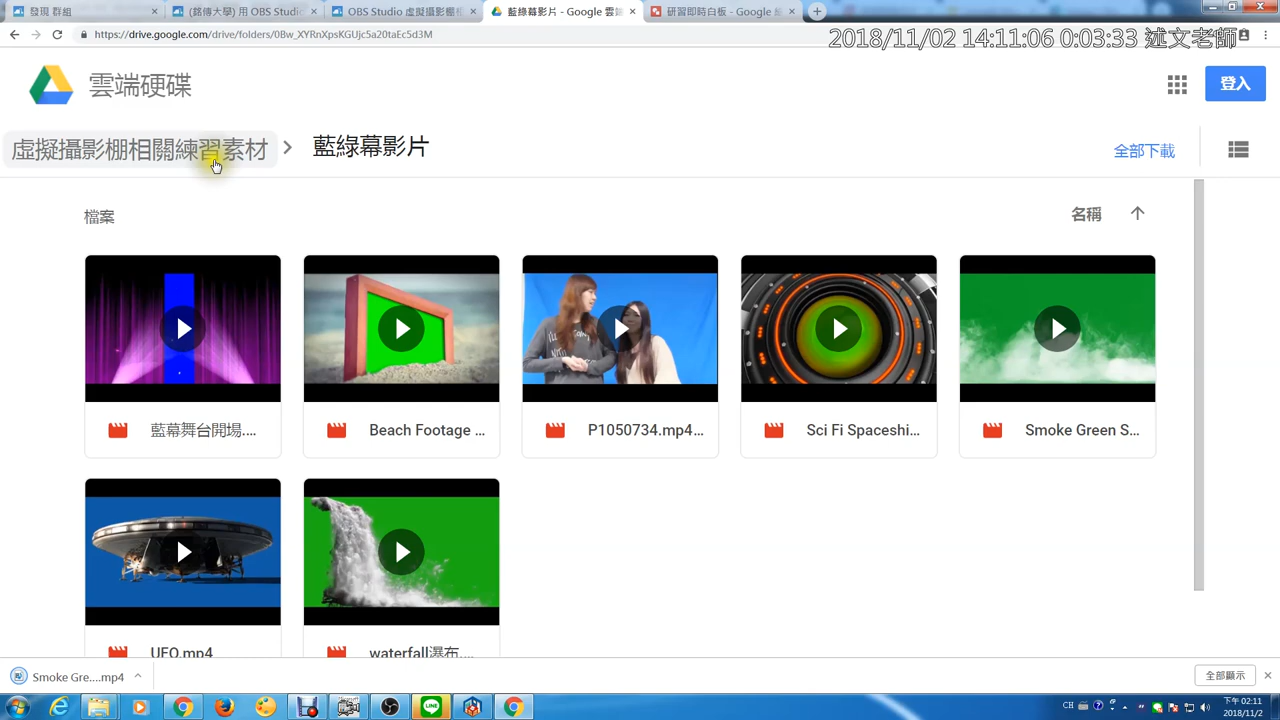 發現 群組
(銘傳大學) 用 OBS Studi
OBS Studio 虛擬攝影棚相
藍綠幕影片 - Google 雲端
研習即時白板 - Google 
https://drive.google.com/drive/folders/0Bw_XYRnXpsKGUjc5a20taEc5d3M
2018/11/02 14:11:06 0:03:33 述文老師
雲端硬碟
登入
虛擬攝影棚相關練習素材
藍綠幕影片
全部下載
檔案
名稱
藍幕舞台開場....
Beach Footage ...
P1050734.mp4...
Sci Fi Spaceshi...
Smoke Green S...
UFO.mp4
waterfall瀑布....
Smoke Gre....mp4
全部顯示
CH
下午 02:11
2018/11/2